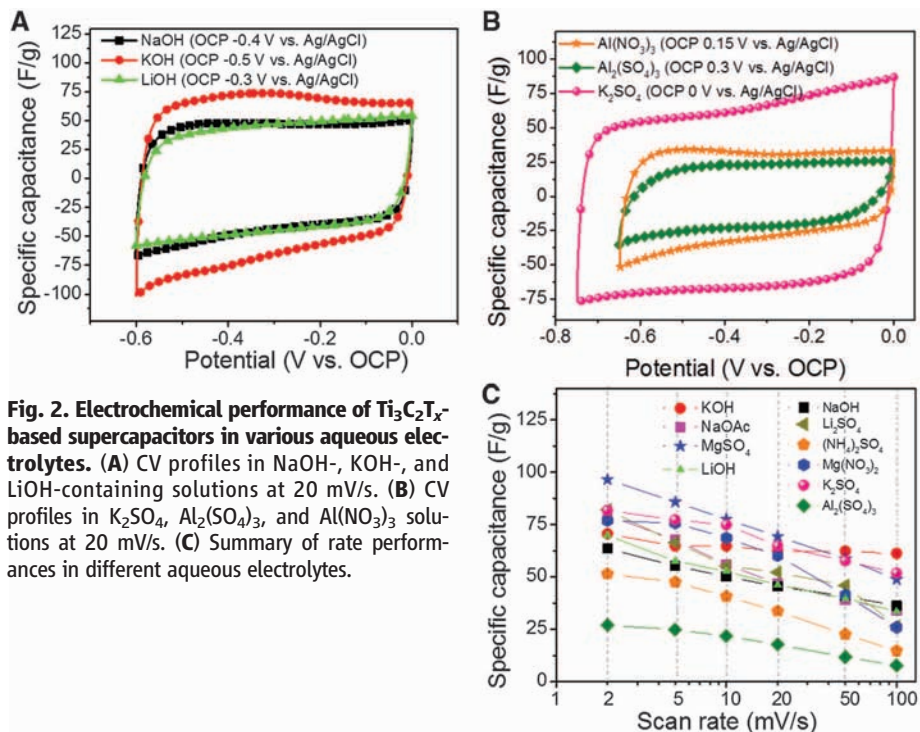 A
Specific capacitance (F/g)
125
100
75
50
25
0
-25
-50
-75
-100
NaOH (OCP -0.4 V vs. Ag/AgCl)
KOH (OCP -0.5 V vs. Ag/AgCl)
LiOH (OCP -0.3 V vs. Ag/AgCl)
-0.6 -0.4 -0.2 0.0
Potential (V vs. OCP)
B
Specific capacitance (F/g)
100
75
50
25
0
-25
-50
-75
Al(NO₃)₃ (OCP 0.15 V vs. Ag/AgCl)
Al₂(SO₄)₃ (OCP 0.3 V vs. Ag/AgCl)
K₂SO₄ (OCP 0 V vs. Ag/AgCl)
-0.8 -0.6 -0.4 -0.2 0.0
Potential (V vs. OCP)
Fig. 2. Electrochemical performance of Ti₃C₂Tₓ-
based supercapacitors in various aqueous elec-
trolytes. (A) CV profiles in NaOH-, KOH-, and
LiOH-containing solutions at 20 mV/s. (B) CV
profiles in K₂SO₄, Al₂(SO₄)₃, and Al(NO₃)₃ solu-
tions at 20 mV/s. (C) Summary of rate perform-
ances in different aqueous electrolytes.
C
Specific capacitance (F/g)
125
100
75
50
25
0
KOH
NaOAc
MgSO₄
LiOH
NaOH
Li₂SO₄
(NH₄)₂SO₄
Mg(NO₃)₂
K₂SO₄
Al₂(SO₄)₃
1 2 5 10 20 50 100
Scan rate (mV/s)